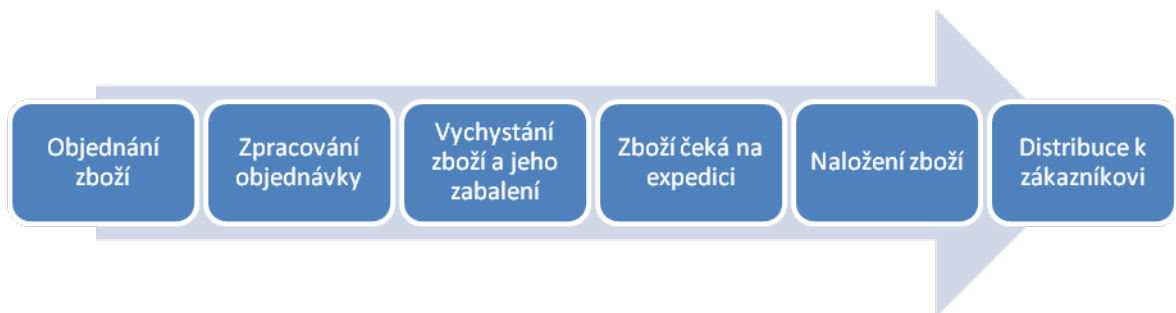 Objednání
zboží
Zpracování
objednávky
Vychystání
zboží a jeho
zabalení
Zboží čeká na
expedici
Naložení zboží
Distribuce k
zákazníkovi